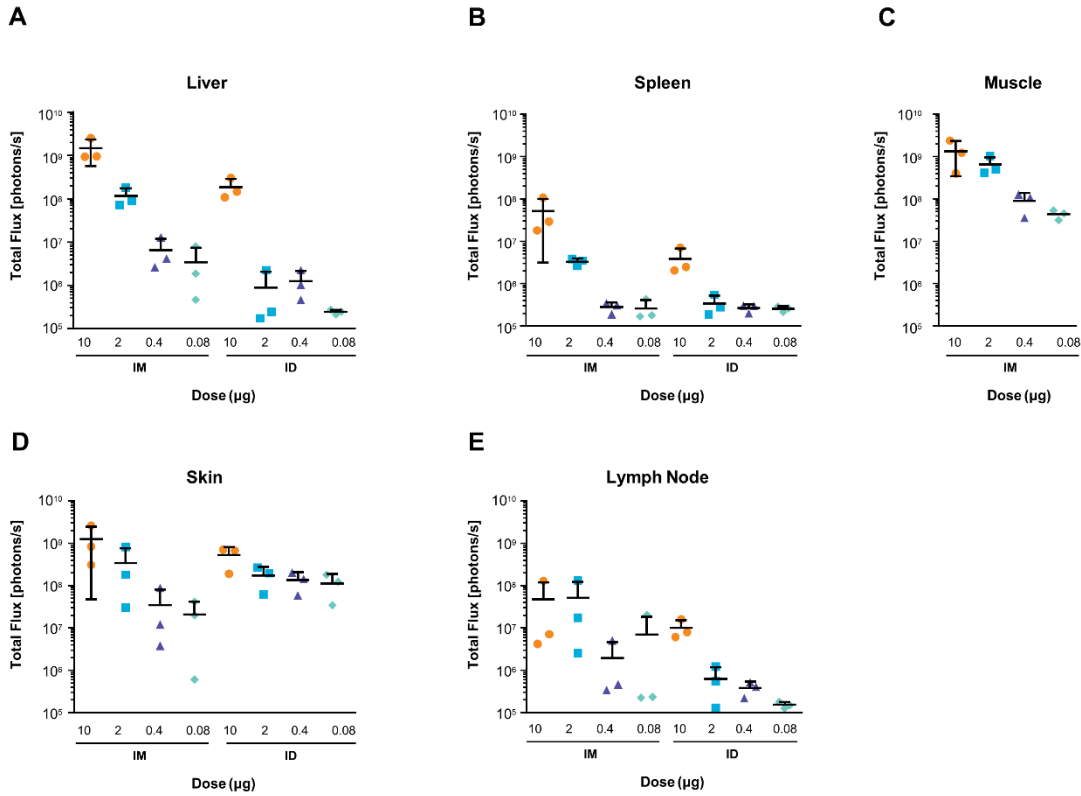 A
Liver
Total Flux [photons/s]
10¹⁰
10⁹
10⁸
10⁷
10⁶
10⁵
10 2 0.4 0.08 10 2 0.4 0.08
IM ID
Dose (µg)
B
Spleen
Total Flux [photons/s]
10¹⁰
10⁹
10⁸
10⁷
10⁶
10⁵
10 2 0.4 0.08 10 2 0.4 0.08
IM ID
Dose (µg)
C
Muscle
Total Flux [photons/s]
10¹⁰
10⁹
10⁸
10⁷
10⁶
10⁵
10 2 0.4 0.08
IM
Dose (µg)
D
Skin
Total Flux [photons/s]
10¹⁰
10⁹
10⁸
10⁷
10⁶
10⁵
10 2 0.4 0.08 10 2 0.4 0.08
IM ID
Dose (µg)
E
Lymph Node
Total Flux [photons/s]
10¹⁰
10⁹
10⁸
10⁷
10⁶
10⁵
10 2 0.4 0.08 10 2 0.4 0.08
IM ID
Dose (µg)